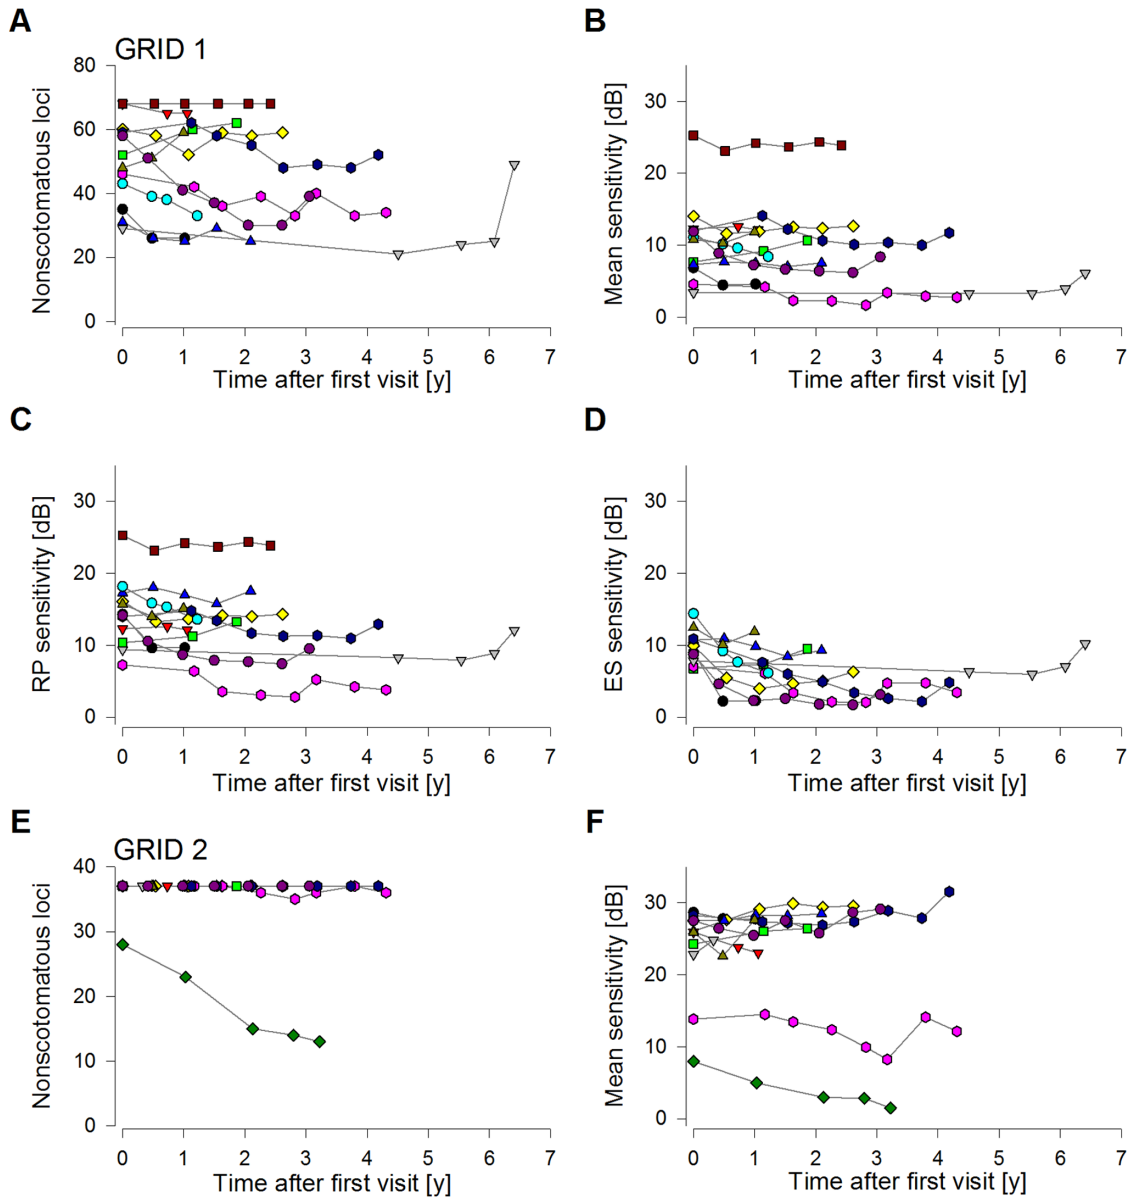 A
B
GRID 1
Nonscotomatous loci
80
60
40
20
0
0 1 2 3 4 5 6 7
Time after first visit [y]
Mean sensitivity [dB]
30
20
10
0
0 1 2 3 4 5 6 7
Time after first visit [y]
C
D
RP sensitivity [dB]
30
20
10
0
0 1 2 3 4 5 6 7
Time after first visit [y]
ES sensitivity [dB]
30
20
10
0
0 1 2 3 4 5 6 7
Time after first visit [y]
E
F
GRID 2
Nonscotomatous loci
40
30
20
10
0
0 1 2 3 4 5 6 7
Time after first visit [y]
Mean sensitivity [dB]
30
20
10
0
0 1 2 3 4 5 6 7
Time after first visit [y]